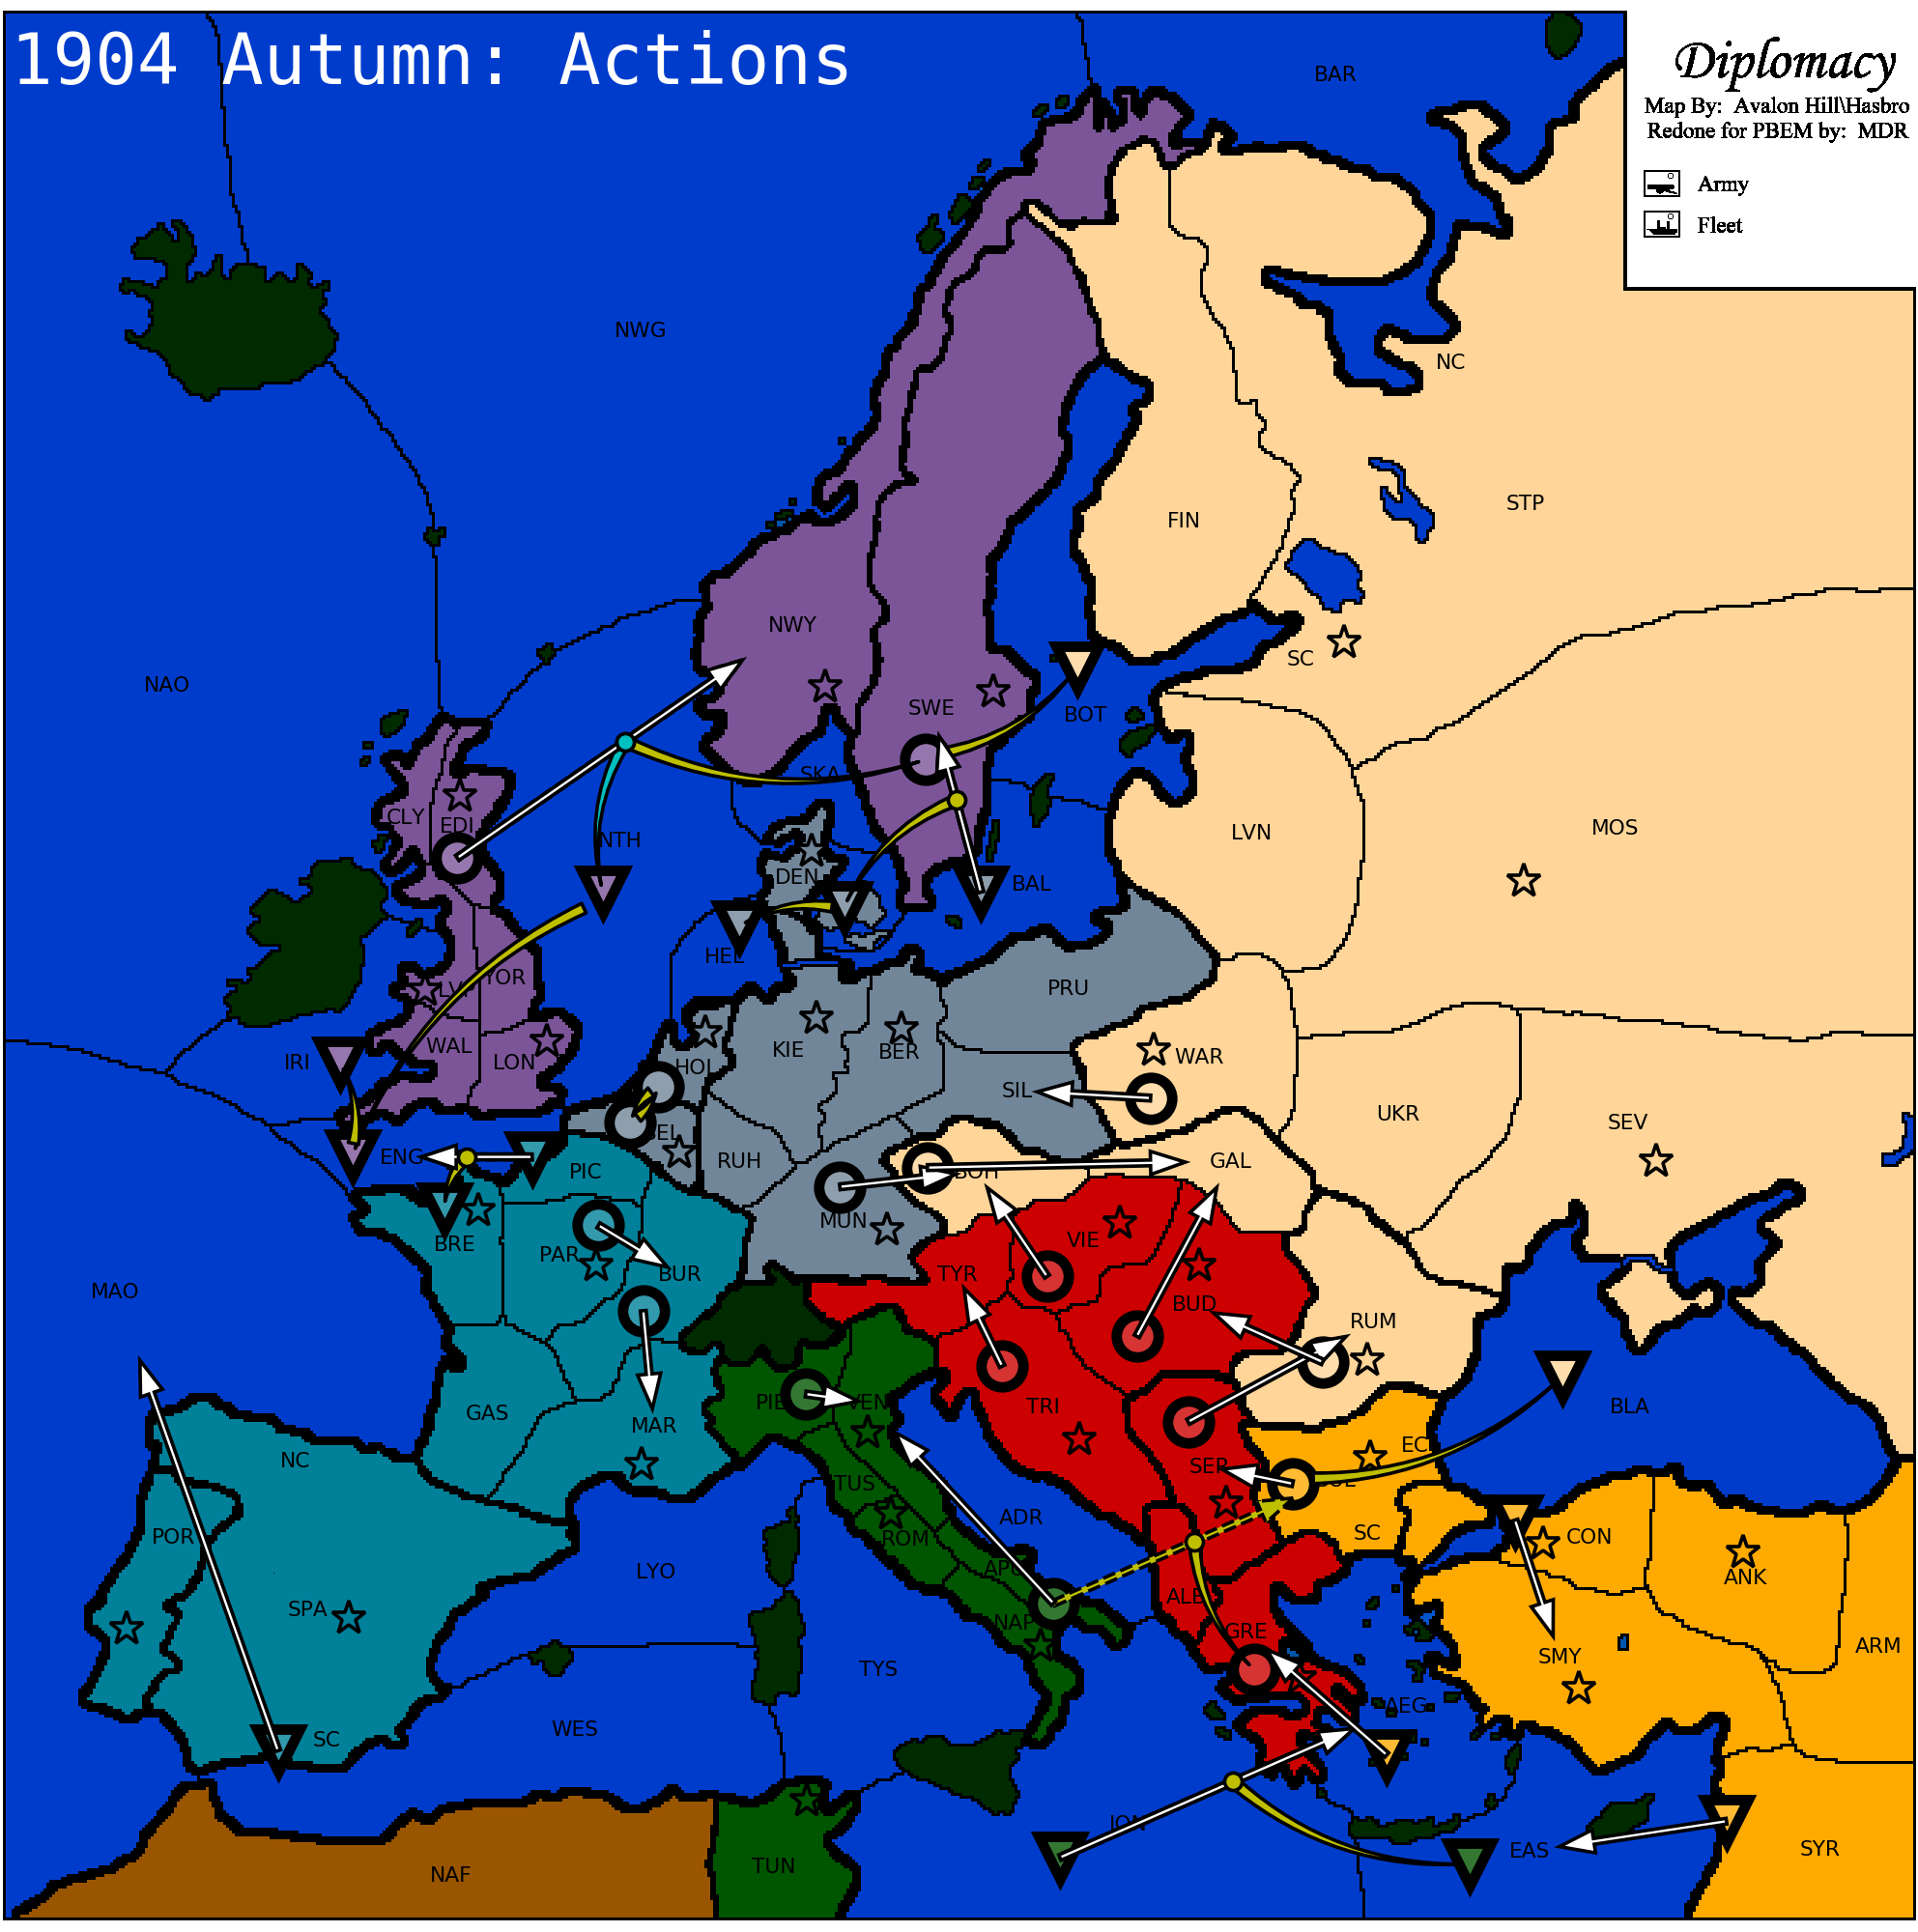 1904 Autumn: Actions
Diplomacy
Map By: Avalon Hill\Hasbro
Redone for PBEM by: MDR
Army
Fleet
BAR
NWG
NC
STP
FIN
NAO
NWY
SWE
SC
BOT
SKA
CLY
EDI
NTH
LVN
MOS
DEN
BAL
HEL
LVP
YOR
PRU
IRI
WAL
LON
HOL
KIE
BER
SIL
WAR
UKR
SEV
ENG
PIC
BEL
RUH
BOH
GAL
BRE
PAR
BUR
MUN
TYR
VIE
BUD
RUM
MAO
GAS
MAR
PIE
VEN
TRI
BLA
NC
TUS
SER
EC
BUL
POR
ROM
ADR
SC
CON
ANK
SPA
LYO
APU
NAP
ALB
GRE
SMY
ARM
WES
SC
TYS
AEG
ION
EAS
SYR
NAF
TUN